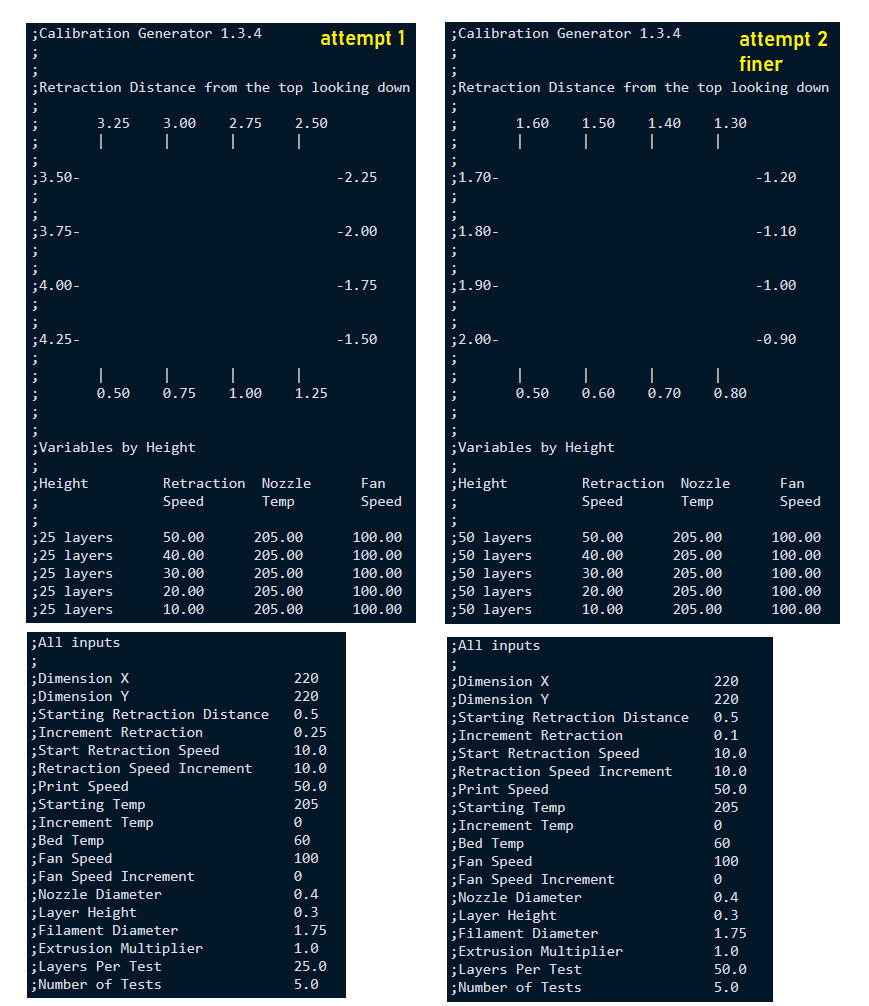 ;Calibration Generator 1.3.4
attempt 1
;
;
;Retraction Distance from the top looking down
;
; 3.25 3.00 2.75 2.50
; | | | |
;
;3.50- -2.25
;
;
;3.75- -2.00
;
;
;4.00- -1.75
;
;
;4.25- -1.50
;
; | | | |
; 0.50 0.75 1.00 1.25
;
;
;Variables by Height
;
;Height Retraction Nozzle Fan
; Speed Temp Speed
;
;25 layers 50.00 205.00 100.00
;25 layers 40.00 205.00 100.00
;25 layers 30.00 205.00 100.00
;25 layers 20.00 205.00 100.00
;25 layers 10.00 205.00 100.00
;All inputs
;
;Dimension X 220
;Dimension Y 220
;Starting Retraction Distance 0.5
;Increment Retraction 0.25
;Start Retraction Speed 10.0
;Retraction Speed Increment 10.0
;Print Speed 50.0
;Starting Temp 205
;Increment Temp 0
;Bed Temp 60
;Fan Speed 100
;Fan Speed Increment 0
;Nozzle Diameter 0.4
;Layer Height 0.3
;Filament Diameter 1.75
;Extrusion Multiplier 1.0
;Layers Per Test 25.0
;Number of Tests 5.0
;Calibration Generator 1.3.4
attempt 2
finer
;
;
;Retraction Distance from the top looking down
;
; 1.60 1.50 1.40 1.30
; | | | |
;
;1.70- -1.20
;
;
;1.80- -1.10
;
;
;1.90- -1.00
;
;
;2.00- -0.90
;
; | | | |
; 0.50 0.60 0.70 0.80
;
;
;Variables by Height
;
;Height Retraction Nozzle Fan
; Speed Temp Speed
;
;50 layers 50.00 205.00 100.00
;50 layers 40.00 205.00 100.00
;50 layers 30.00 205.00 100.00
;50 layers 20.00 205.00 100.00
;50 layers 10.00 205.00 100.00
;All inputs
;
;Dimension X 220
;Dimension Y 220
;Starting Retraction Distance 0.5
;Increment Retraction 0.1
;Start Retraction Speed 10.0
;Retraction Speed Increment 10.0
;Print Speed 50.0
;Starting Temp 205
;Increment Temp 0
;Bed Temp 60
;Fan Speed 100
;Fan Speed Increment 0
;Nozzle Diameter 0.4
;Layer Height 0.3
;Filament Diameter 1.75
;Extrusion Multiplier 1.0
;Layers Per Test 50.0
;Number of Tests 5.0